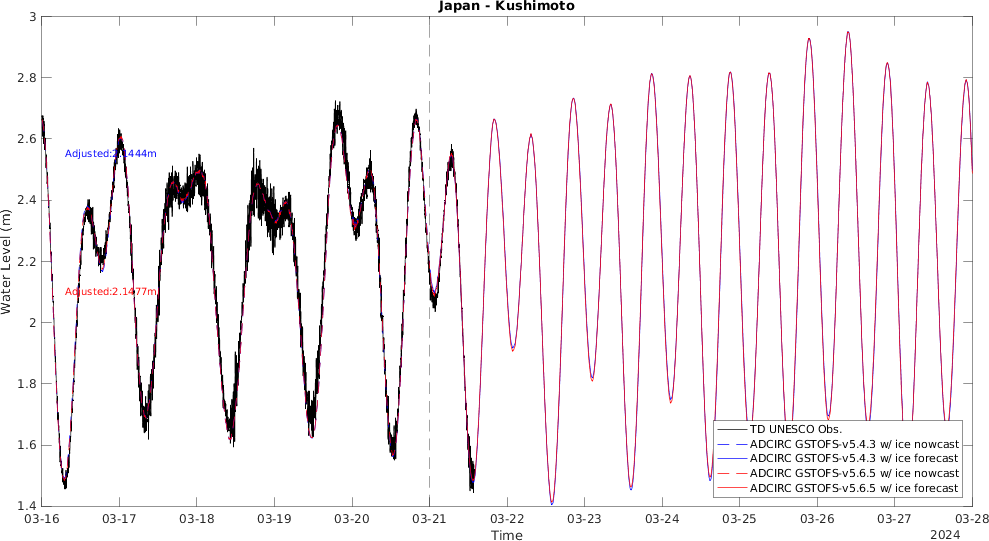 Japan - Kushimoto
3
2.8
2.6
2.4
2.2
2
1.8
1.6
1.4
Water Level (m)
Adjusted:2.1444m
Adjusted:2.1477m
TD UNESCO Obs.
ADCIRC GSTOFS-v5.4.3 w/ ice nowcast
ADCIRC GSTOFS-v5.4.3 w/ ice forecast
ADCIRC GSTOFS-v5.6.5 w/ ice nowcast
ADCIRC GSTOFS-v5.6.5 w/ ice forecast
03-16 03-17 03-18 03-19 03-20 03-21 03-22 03-23 03-24 03-25 03-26 03-27 03-28
Time
2024